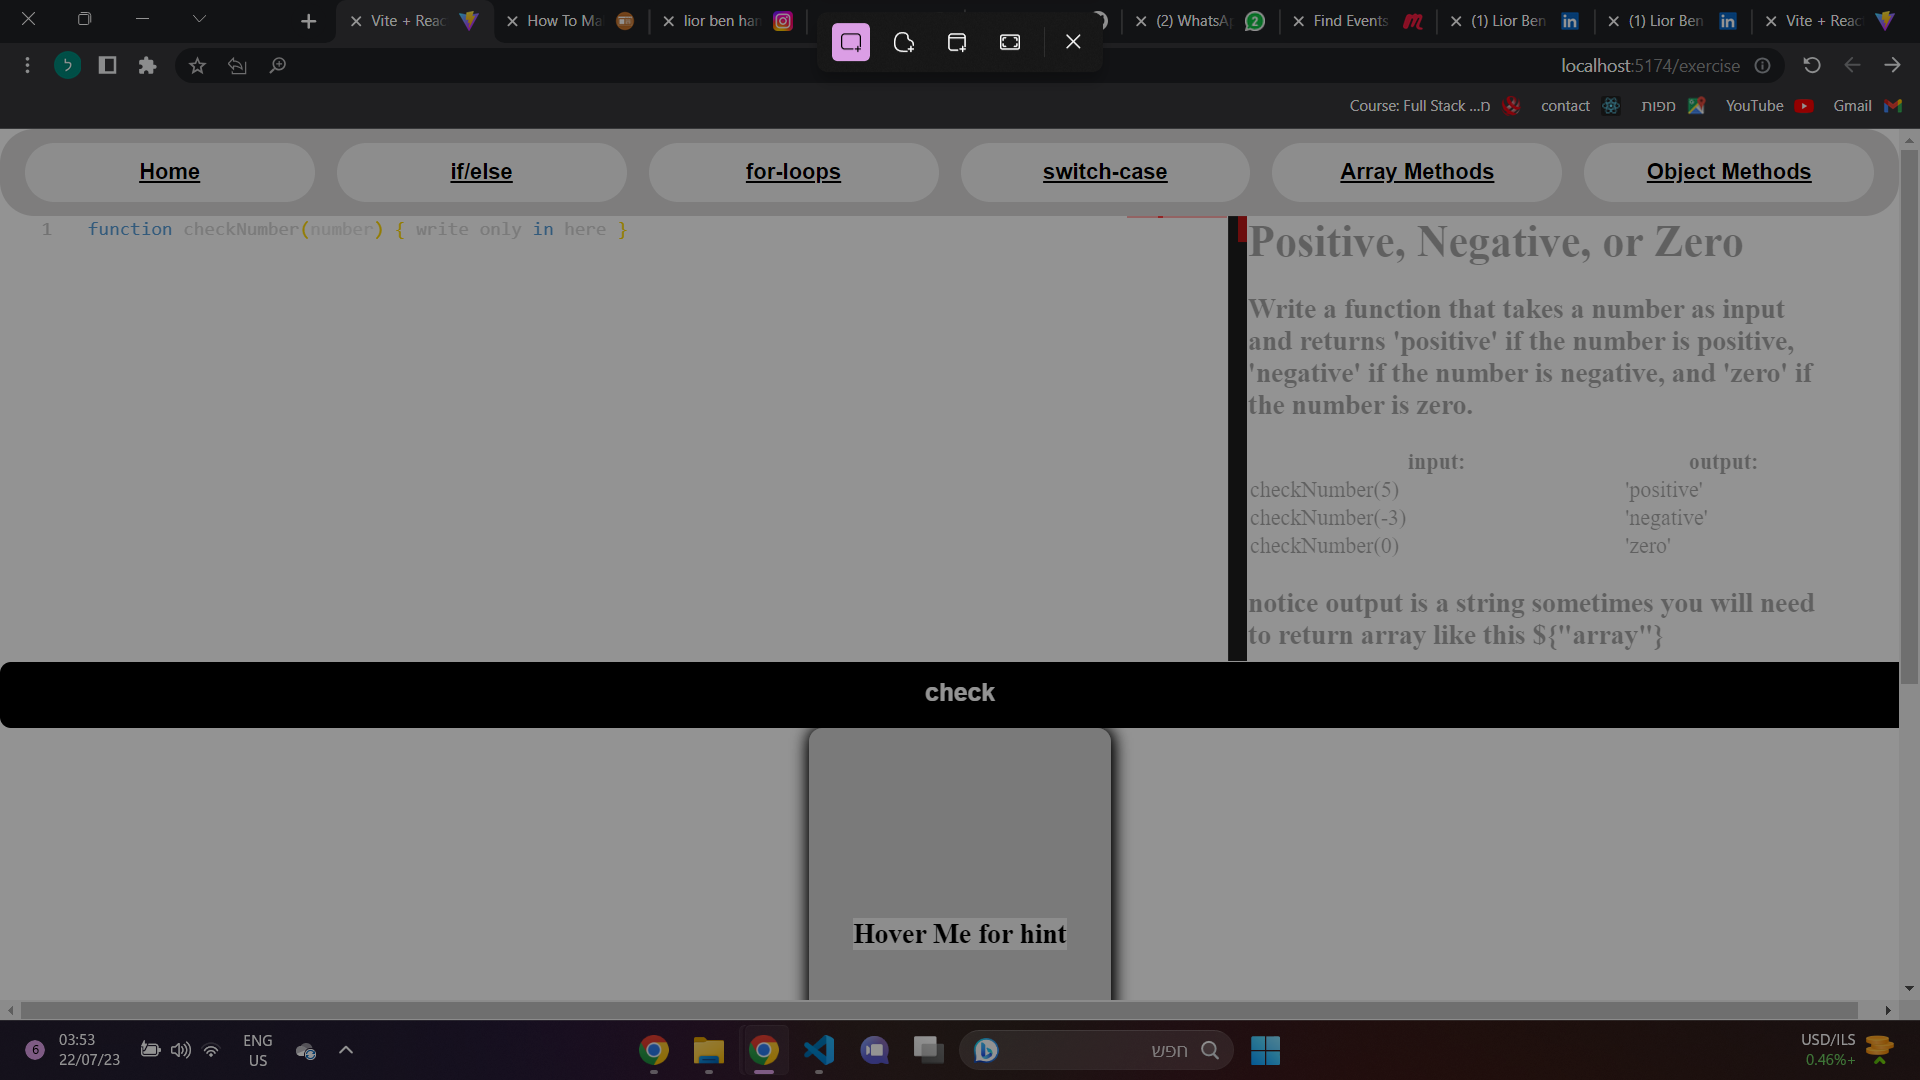 Vite + Reac
How To Ma
lior ben han
(2) WhatsA
Find Events
(1) Lior Ben
(1) Lior Ben
Vite + Reac
localhost:5174/exercise
Course: Full Stack ...מ
contact
מפות
YouTube
Gmail
Home
if/else
for-loops
switch-case
Array Methods
Object Methods
1 function checkNumber(number) { write only in here }
Positive, Negative, or Zero
Write a function that takes a number as input
and returns 'positive' if the number is positive,
'negative' if the number is negative, and 'zero' if
the number is zero.
input: output:
checkNumber(5) 'positive'
checkNumber(-3) 'negative'
checkNumber(0) 'zero'
notice output is a string sometimes you will need
to return array like this ${"array"}
check
Hover Me for hint
6
03:53
22/07/23
ENG
US
חפש
USD/ILS
0.46%+